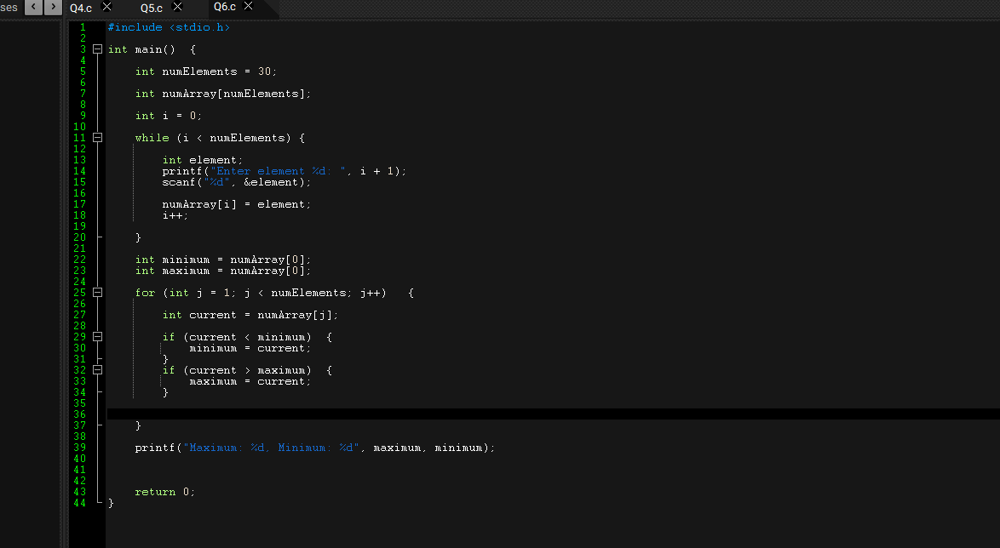 ses < > Q4.c Q5.c Q6.c
1 #include <stdio.h>
2
3 int main()  {
4
5     int numElements = 30;
6
7     int numArray[numElements];
8
9     int i = 0;
10
11     while (i < numElements) {
12
13         int element;
14         printf("Enter element %d: ", i + 1);
15         scanf("%d", &element);
16
17         numArray[i] = element;
18         i++;
19
20     }
21
22     int minimum = numArray[0];
23     int maximum = numArray[0];
24
25     for (int j = 1; j < numElements; j++)   {
26
27         int current = numArray[j];
28
29         if (current < minimum)  {
30             minimum = current;
31         }
32         if (current > maximum)  {
33             maximum = current;
34         }
35
36
37     }
38
39     printf("Maximum: %d, Minimum: %d", maximum, minimum);
40
41
42
43     return 0;
44 }